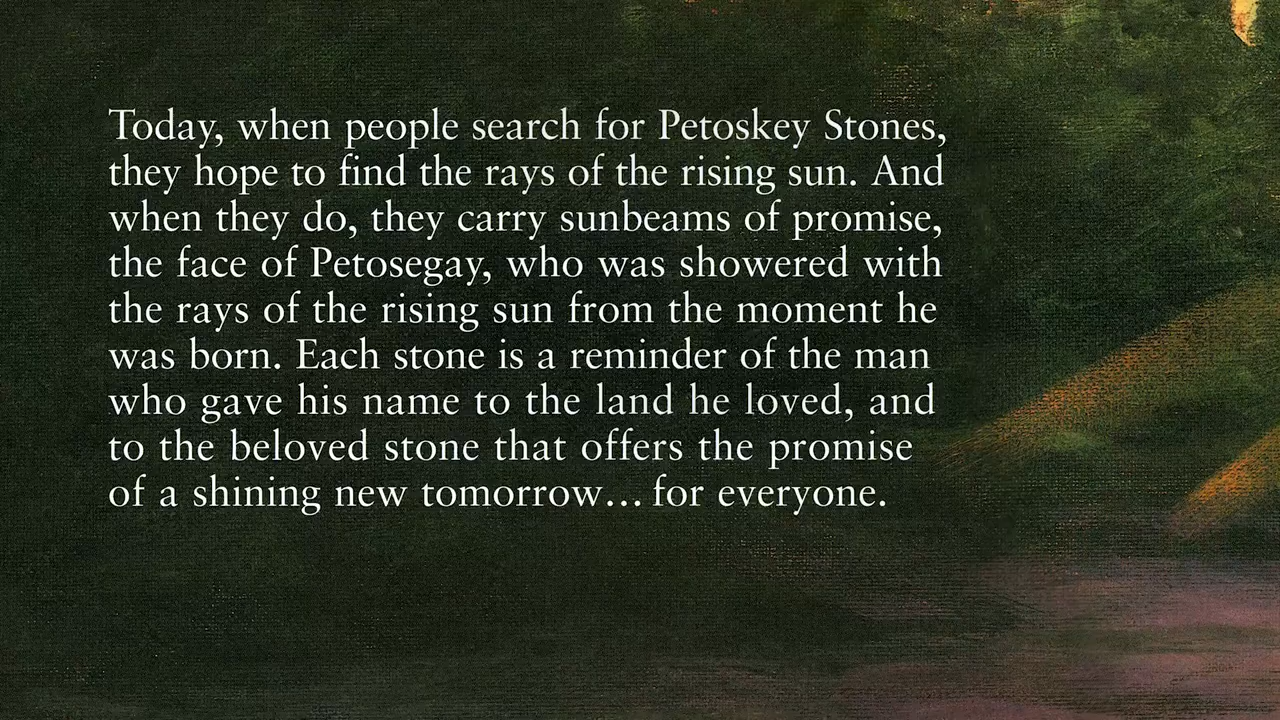 Today, when people search for Petoskey Stones,
they hope to find the rays of the rising sun. And
when they do, they carry sunbeams of promise,
the face of Petosegay, who was showered with
the rays of the rising sun from the moment he
was born. Each stone is a reminder of the man
who gave his name to the land he loved, and
to the beloved stone that offers the promise
of a shining new tomorrow… for everyone.